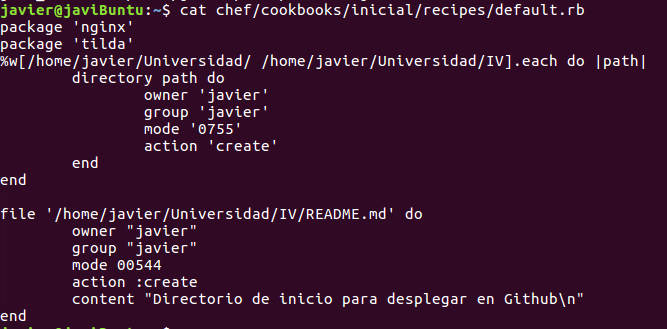 javier@javiBuntu:~$ cat chef/cookbooks/inicial/recipes/default.rb
package 'nginx'
package 'tilda'
%w[/home/javier/Universidad/ /home/javier/Universidad/IV].each do |path|
        directory path do
                owner 'javier'
                group 'javier'
                mode '0755'
                action 'create'
        end
end

file '/home/javier/Universidad/IV/README.md' do
        owner "javier"
        group "javier"
        mode 00544
        action :create
        content "Directorio de inicio para desplegar en Github\n"
end